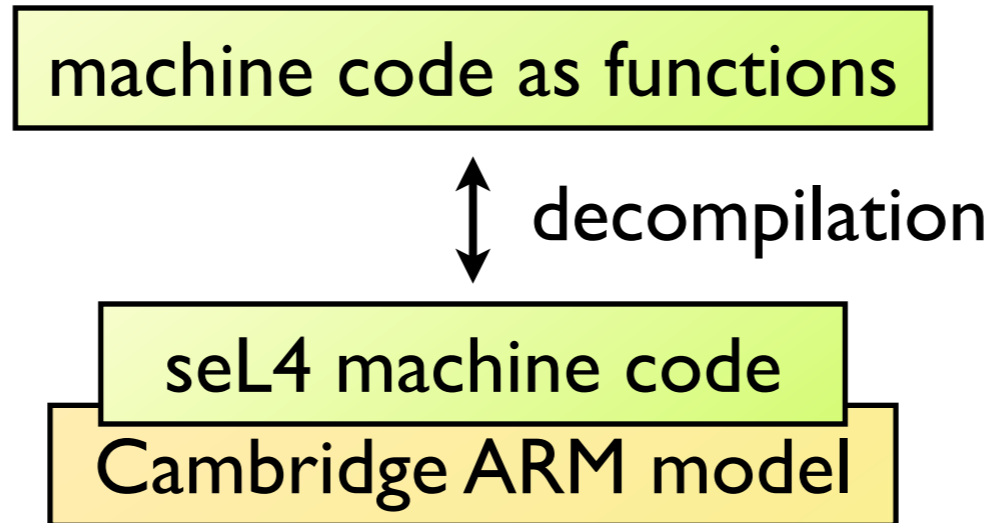 machine code as functions
decompilation
seL4 machine code
Cambridge ARM model